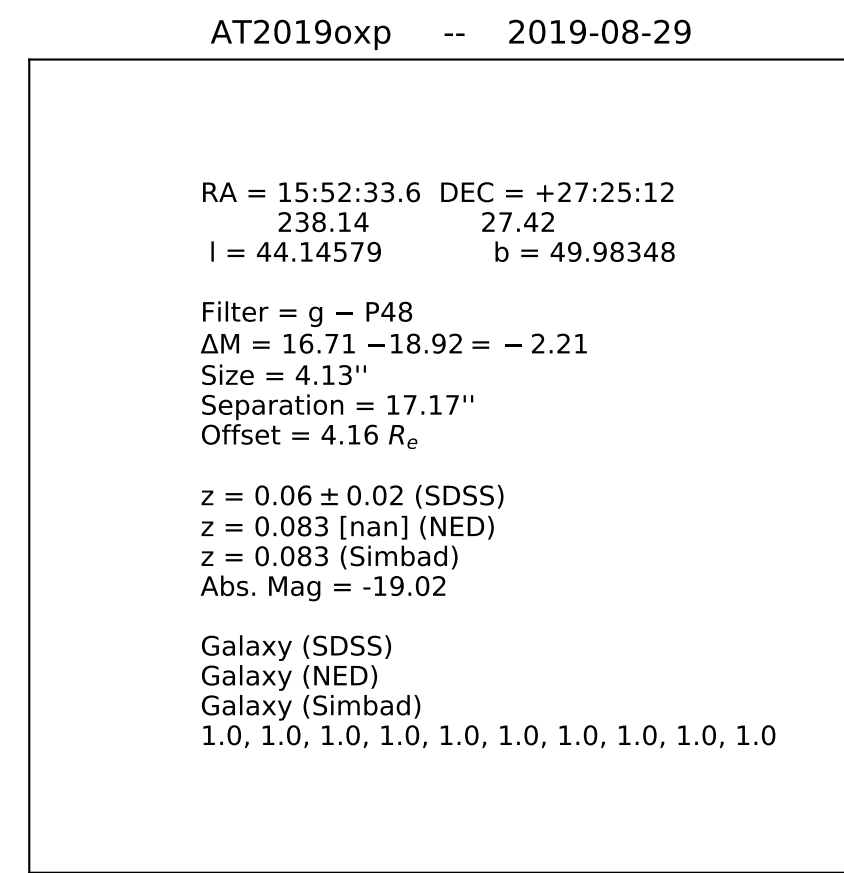 AT2019oxp -- 2019-08-29
RA = 15:52:33.6 DEC = +27:25:12
238.14 27.42
l = 44.14579 b = 49.98348
Filter = g − P48
ΔM = 16.71 −18.92 = − 2.21
Size = 4.13''
Separation = 17.17''
Offset = 4.16 Re
z = 0.06 ± 0.02 (SDSS)
z = 0.083 [nan] (NED)
z = 0.083 (Simbad)
Abs. Mag = -19.02
Galaxy (SDSS)
Galaxy (NED)
Galaxy (Simbad)
1.0, 1.0, 1.0, 1.0, 1.0, 1.0, 1.0, 1.0, 1.0, 1.0